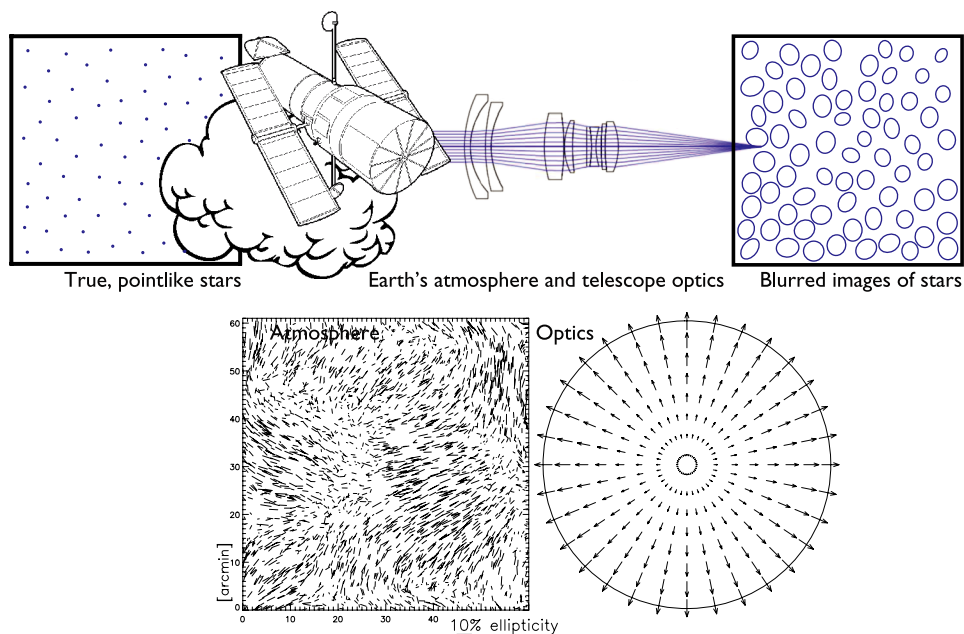 True, pointlike stars
Earth's atmosphere and telescope optics
Blurred images of stars
Atmosphere
Optics
60
50
40
30
20
10
0
[arcmin]
0 10 20 30 40
10% ellipticity